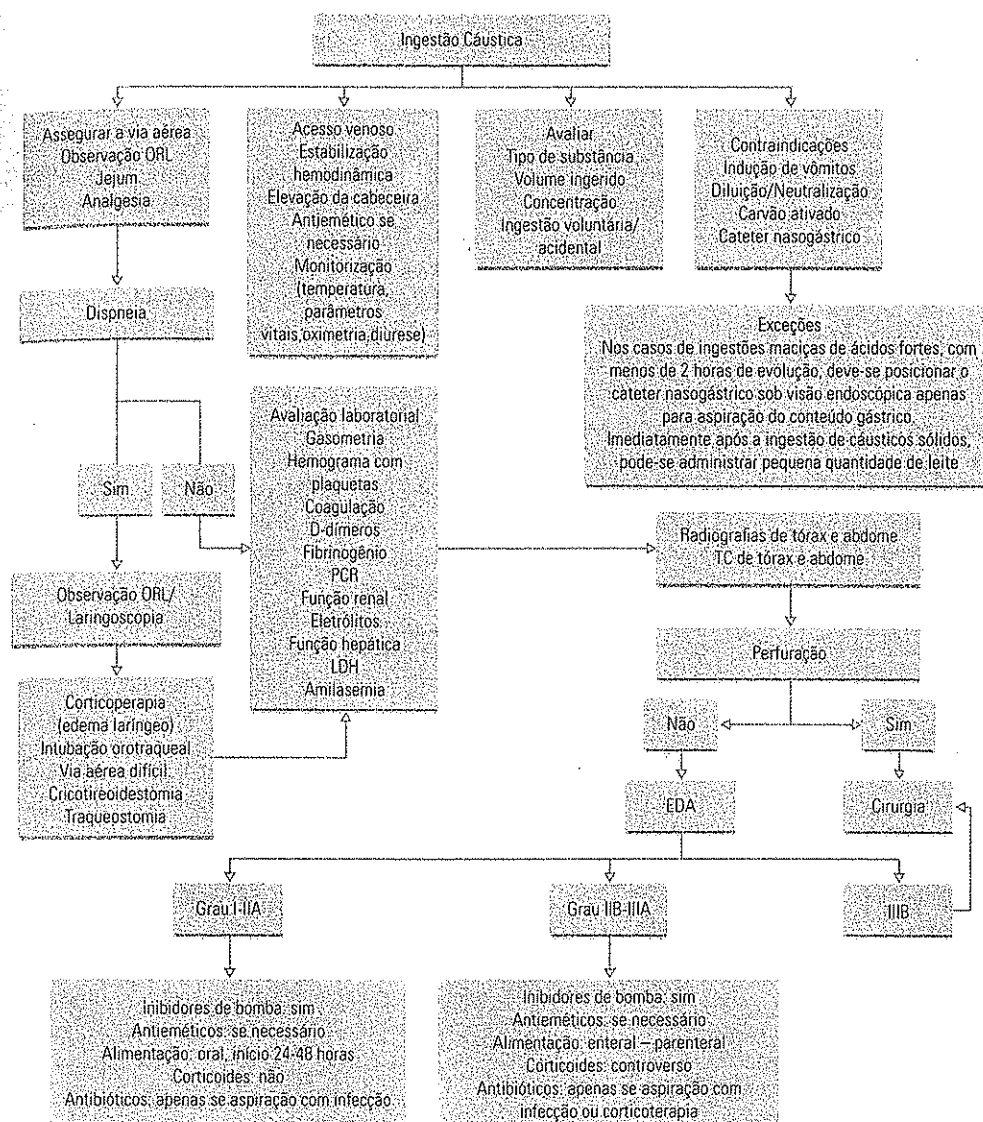 Ingestão Cáustica
Assegurar a via aérea
Observação ORL
Jejum
Analgesia
Acesso venoso
Estabilização
hemodinâmica
Elevação da cabeceira
Antiemético se
necessário
Monitorização
(temperatura,
parâmetros
vitais,oximetria,diurese)
Avaliar
Tipo de substância
Volume ingerido
Concentração
Ingestão voluntária/
acidental
Contraindicações
Indução de vômitos
Diluição/Neutralização
Carvão ativado
Cateter nasogástrico
Dispneia
Exceções
Nos casos de ingestões maciças de ácidos fortes, com
menos de 2 horas de evolução, deve-se posicionar o
cateter nasogástrico sob visão endoscópica apenas
para aspiração do conteúdo gástrico.
Imediatamente após a ingestão de cáusticos sólidos,
pode-se administrar pequena quantidade de leite
Sim
Não
Avaliação laboratorial
Gasometria
Hemograma com
plaquetas
Coagulação
D-dímeros
Fibrinogênio
PCR
Função renal
Eletrólitos
Função hepática
LDH
Amilasemia
Radiografias de tórax e abdome
TC de tórax e abdome
Observação ORL/
Laringoscopia
Perfuração
Corticoperapia
(edema laríngeo)
Intubação orotraqueal
Via aérea difícil
Cricotireoidestomia
Traqueostomia
Não
Sim
EDA
Cirurgia
Grau I-IIA
Grau IIB-IIIA
IIIB
Inibidores de bomba: sim
Antieméticos: se necessário
Alimentação: oral, início 24-48 horas
Corticoides: não
Antibióticos: apenas se aspiração com infecção
Inibidores de bomba: sim
Antieméticos: se necessário
Alimentação: enteral – parenteral
Corticoides: controverso
Antibióticos: apenas se aspiração com
infecção ou corticoterapia